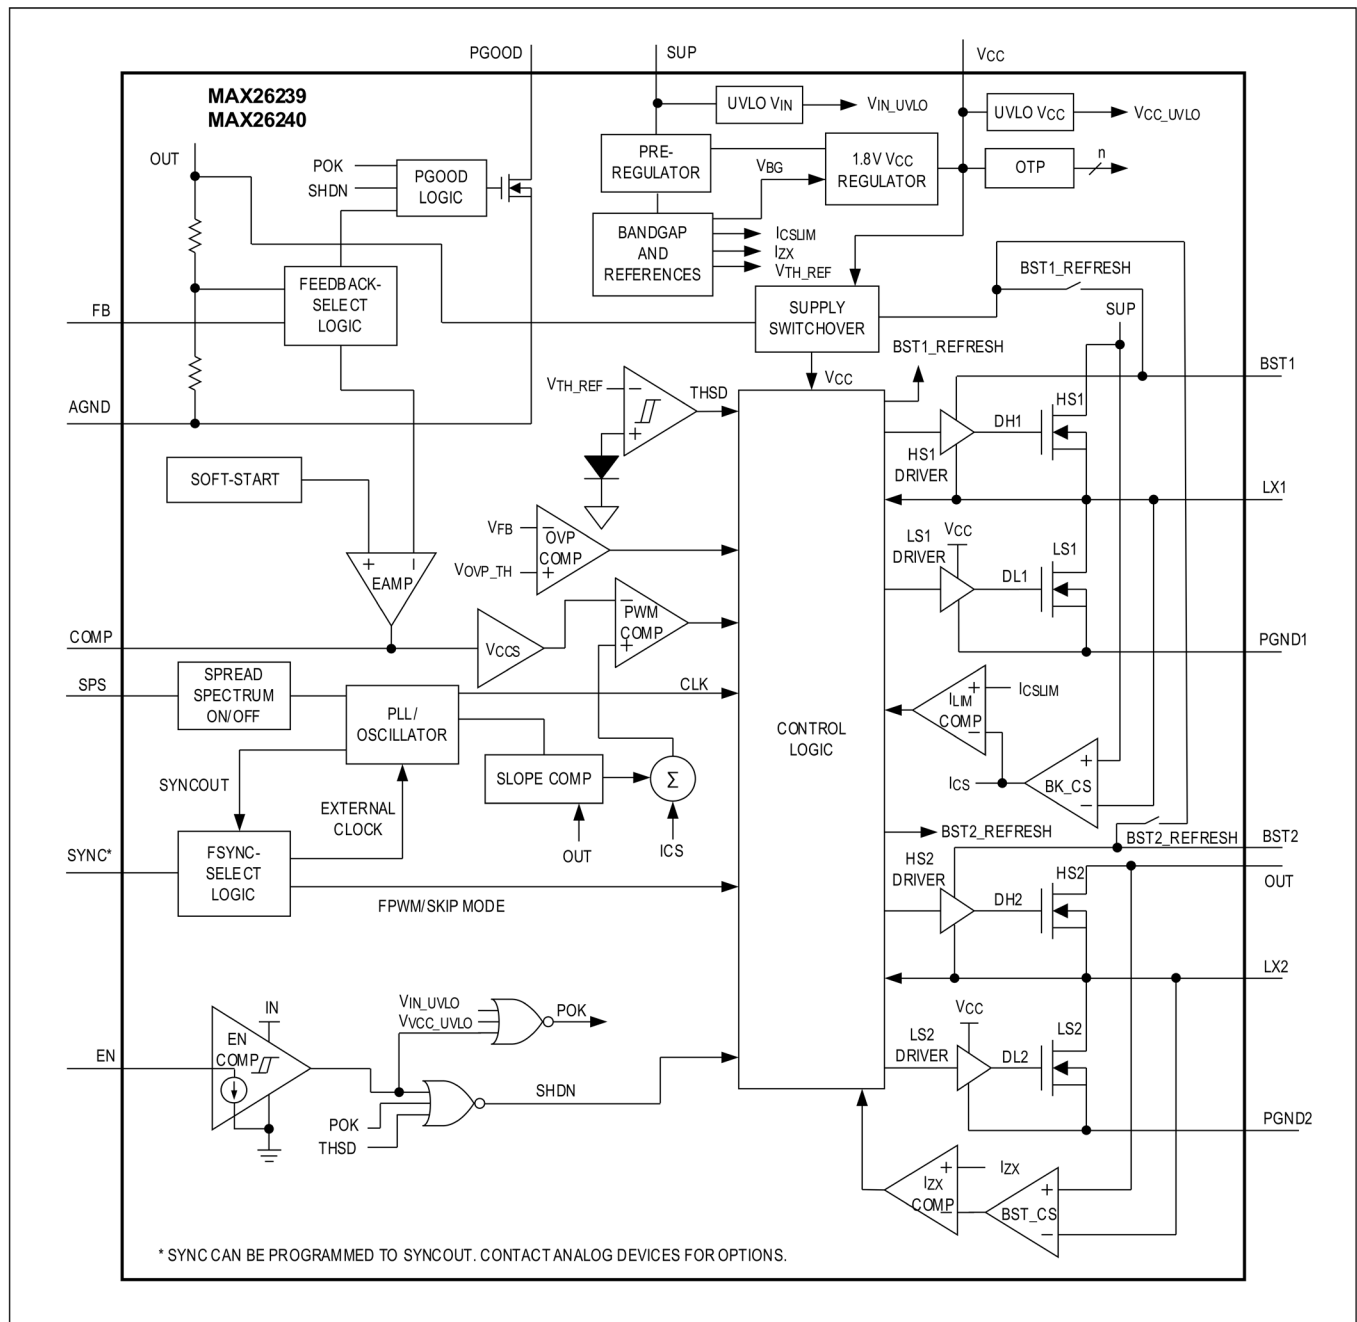 PGOOD
SUP
VCC
MAX26239
MAX26240
UVLO VIN
VIN_UVLO
UVLO VCC
VCC_UVLO
OUT
POK
SHDN
PGOOD
LOGIC
PRE-
REGULATOR
VBG
1.8V VCC
REGULATOR
OTP
n
BANDGAP
AND
REFERENCES
ICSLIM
IZX
VTH_REF
FEEDBACK-
SELECT
LOGIC
FB
SUPPLY
SWITCHOVER
BST1_REFRESH
SUP
BST1_REFRESH
BST1
VCC
VTH_REF
−
+
THSD
AGND
DH1
HS1
HS1
DRIVER
SOFT-START
LX1
VFB
−
OVP
COMP
VOVP_TH
+
LS1
DRIVER
VCC
LS1
DL1
+
−
EAMP
−
PWM
COMP
+
COMP
VCCS
PGND1
SPS
SPREAD
SPECTRUM
ON/OFF
CLK
PLL/
OSCILLATOR
CONTROL
LOGIC
+
ILIM
COMP
−
ICSLIM
SYNCOUT
SLOPE COMP
Σ
ICS
+
BK_CS
−
EXTERNAL
CLOCK
OUT
ICS
BST2_REFRESH
BST2_REFRESH
BST2
SYNC*
FSYNC-
SELECT
LOGIC
HS2
DRIVER
HS2
OUT
DH2
FPWM/SKIP MODE
LX2
IN
VIN_UVLO
VVCC_UVLO
POK
VCC
EN
EN
COMP
LS2
DRIVER
LS2
DL2
SHDN
POK
THSD
PGND2
+
IZX
COMP
−
IZX
+
BST_CS
−
* SYNC CAN BE PROGRAMMED TO SYNCOUT. CONTACT ANALOG DEVICES FOR OPTIONS.